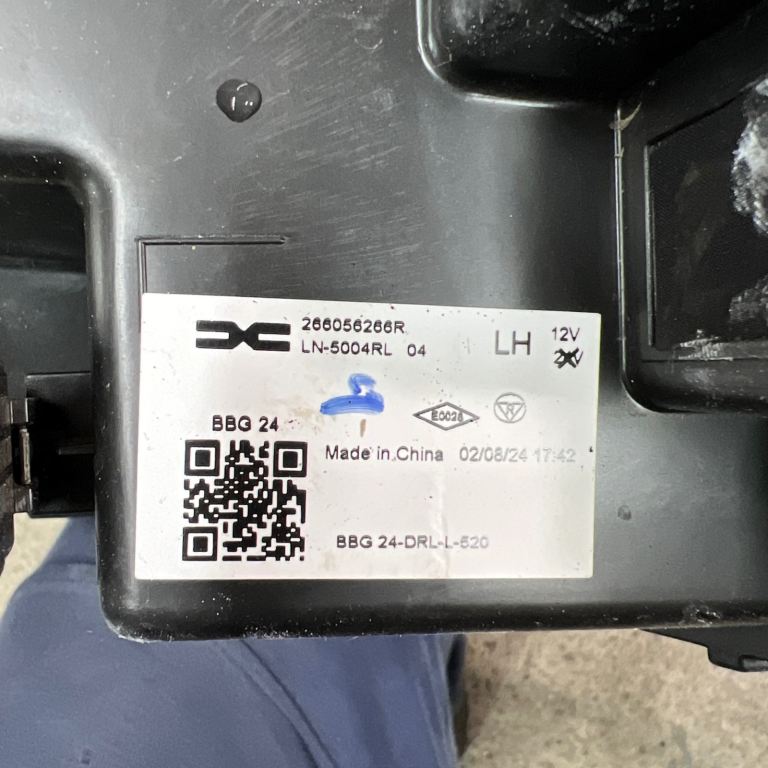 266056266R
LN-5004RL 04
LH
12V
24V
E0026
BBG 24
Made in China 02/08/24 17:42
BBG 24-DRL-L-520